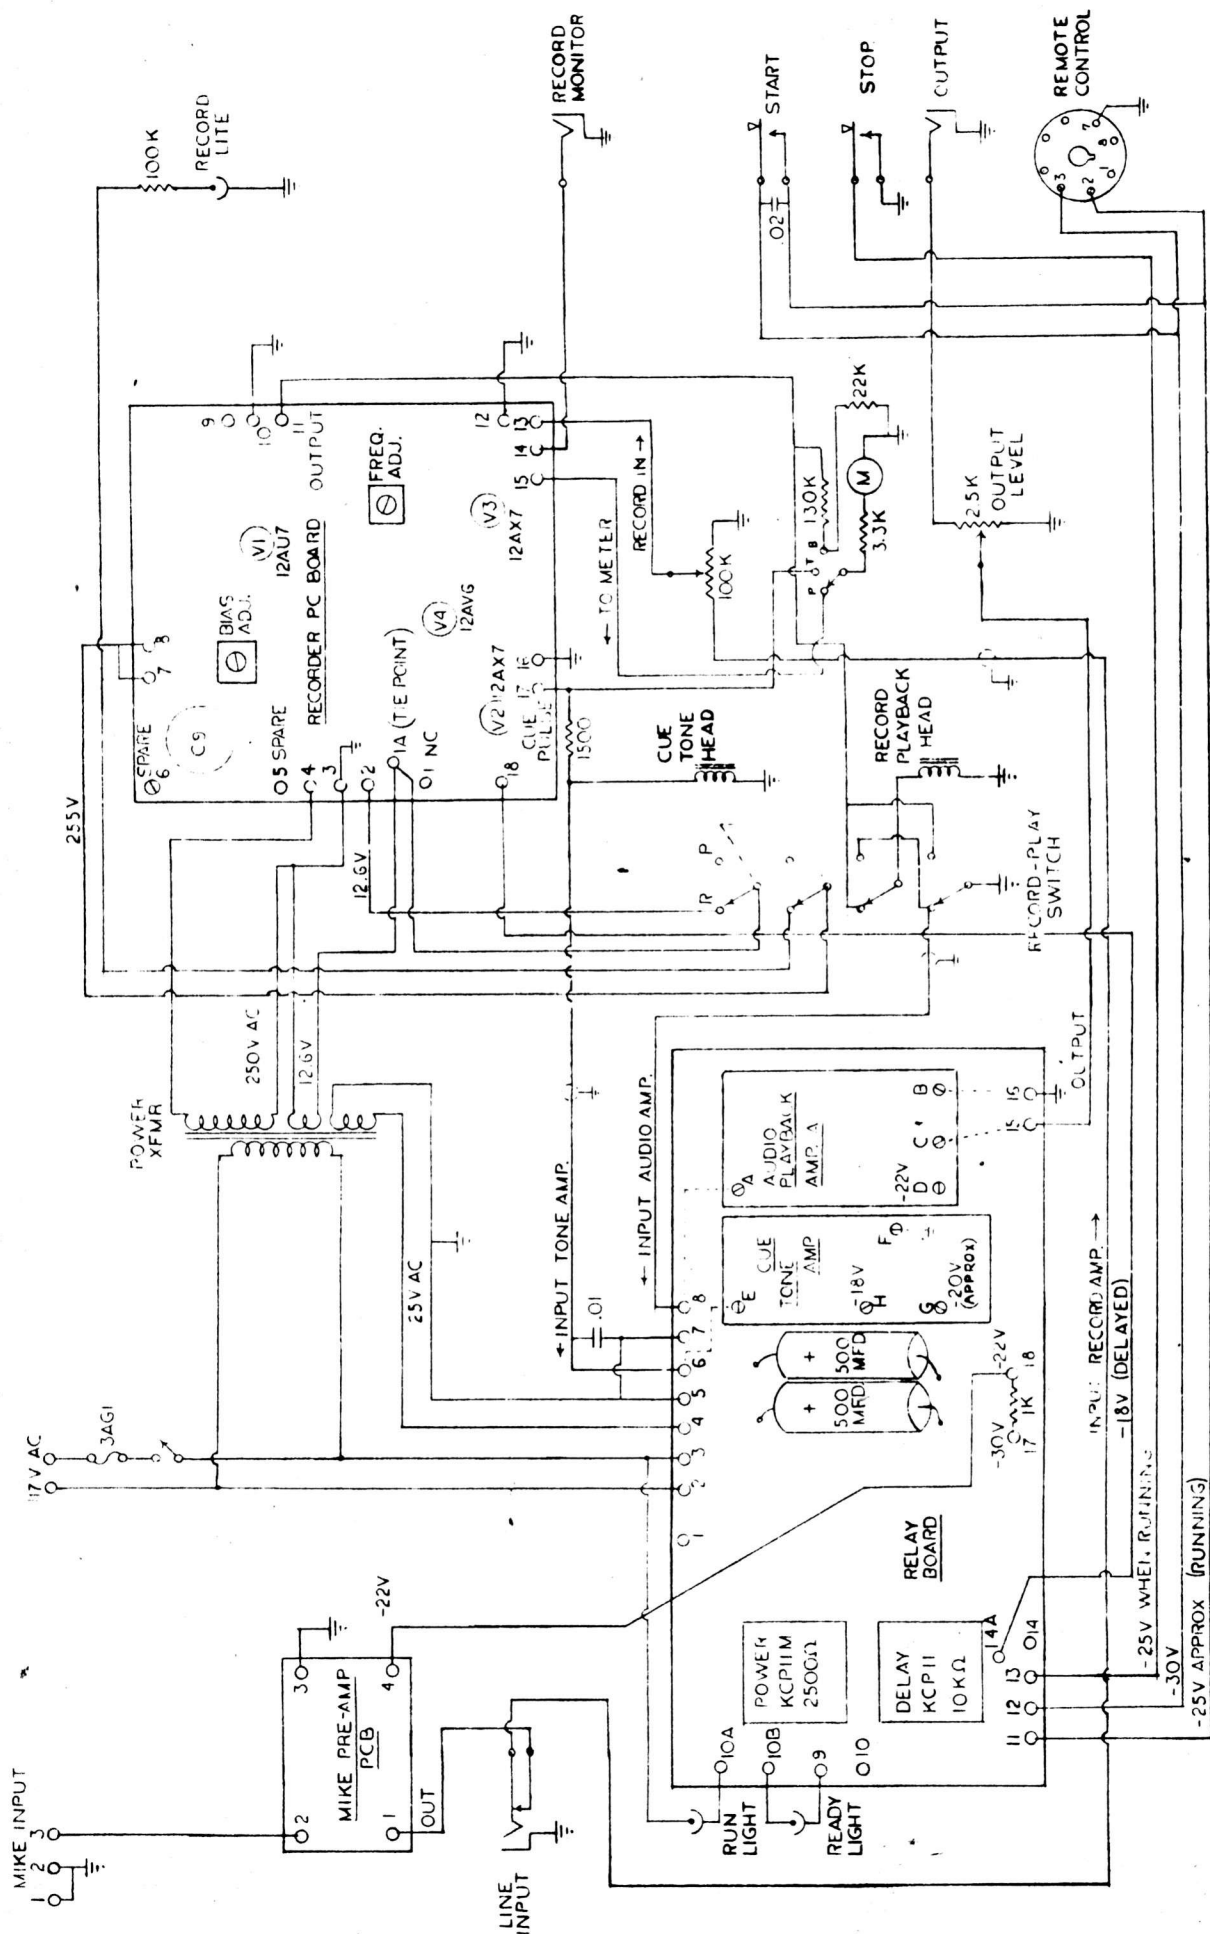 MIKE INPUT
1 2 3
117 V AC
3AG1
MIKE PRE-AMP
PCB
2
3
1
4
OUT
-22V
LINE
INPUT
POWER
XFMR
250V AC
12.6V
25V AC
255V
12.6V
SPARE
6
7
8
C9
5 SPARE
4
3
2
1A (TIE POINT)
1 NC
18
BIAS
ADJ.
RECORDER PC BOARD
V1
12AU7
9
10
11
OUTPUT
FREQ.
ADJ.
V4
12AV6
V3
12AX7
V2
12AX7
CUE
PULSE
17
16
15
14
13
12
100K
RECORD
LITE
RECORD
MONITOR
1500
← TO METER
RECORD IN →
100K
CUE
TONE
HEAD
RECORD
PLAYBACK
HEAD
R P
RECORD-PLAY
SWITCH
P T B
130K
22K
3.3K
M
2.5K
OUTPUT
LEVEL
.02
START
STOP
OUTPUT
REMOTE
CONTROL
3
2
1
8
7
← INPUT TONE AMP.
← INPUT AUDIO AMP.
.01
1
2
3
4
5
6
7
8
RUN
LIGHT
READY
LIGHT
10A
10B
9
10
POWER
KCP11M
2500Ω
DELAY
KCP11
10KΩ
RELAY
BOARD
+
500
MFD
+
500
MFD
E
CUE
TONE
AMP
-18V
H
F
G
-20V
(APPROX)
A
AUDIO
PLAYBACK
AMP. A
-22V
D
C
B
-30V
17
1K
-22V
18
15
16
OUTPUT
11
12
13
14
14A
INPUT RECORD AMP. →
-18V (DELAYED)
-25V WHEN RUNNING
-30V
-25V APPROX (RUNNING)